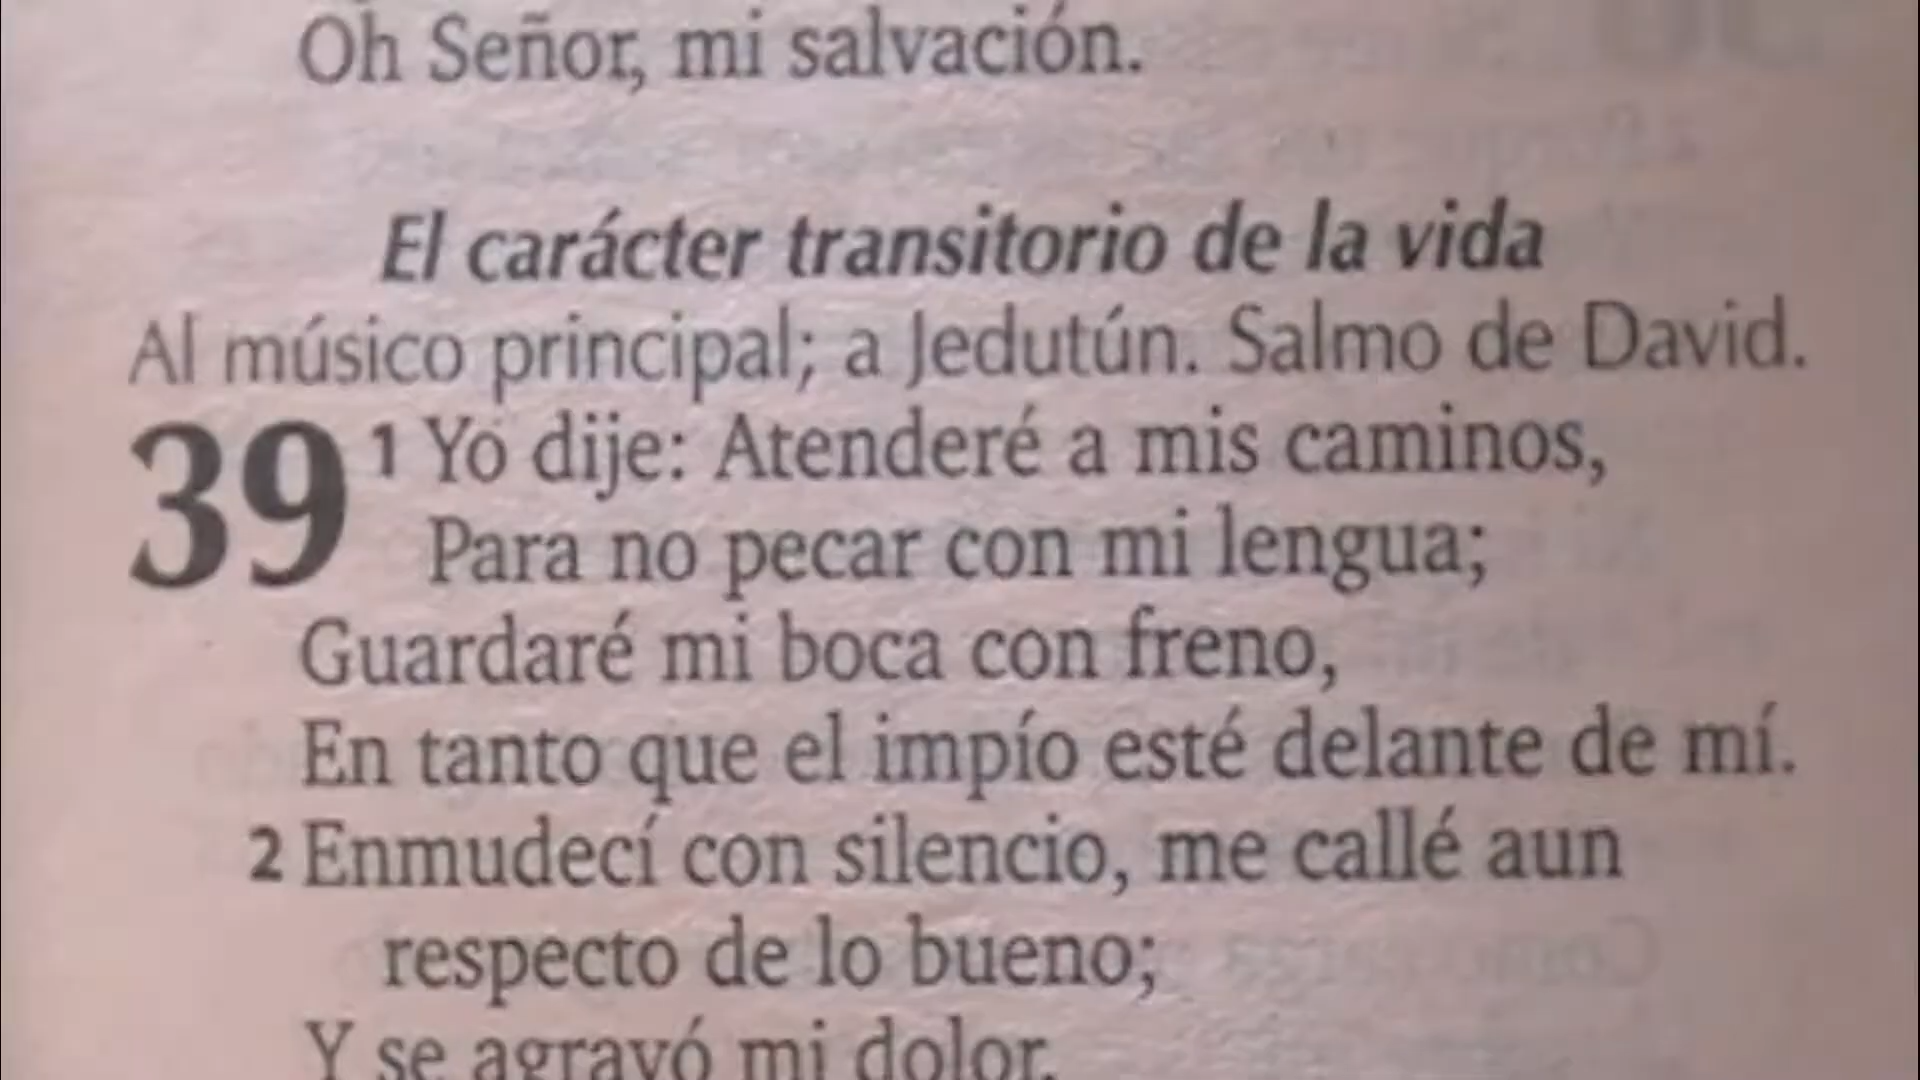 Oh Señor, mi salvación.
El carácter transitorio de la vida
Al músico principal; a Jedutún. Salmo de David.
39 1 Yo dije: Atenderé a mis caminos,
Para no pecar con mi lengua;
Guardaré mi boca con freno,
En tanto que el impío esté delante de mí.
2 Enmudecí con silencio, me callé aun
respecto de lo bueno;
Y se agravó mi dolor.